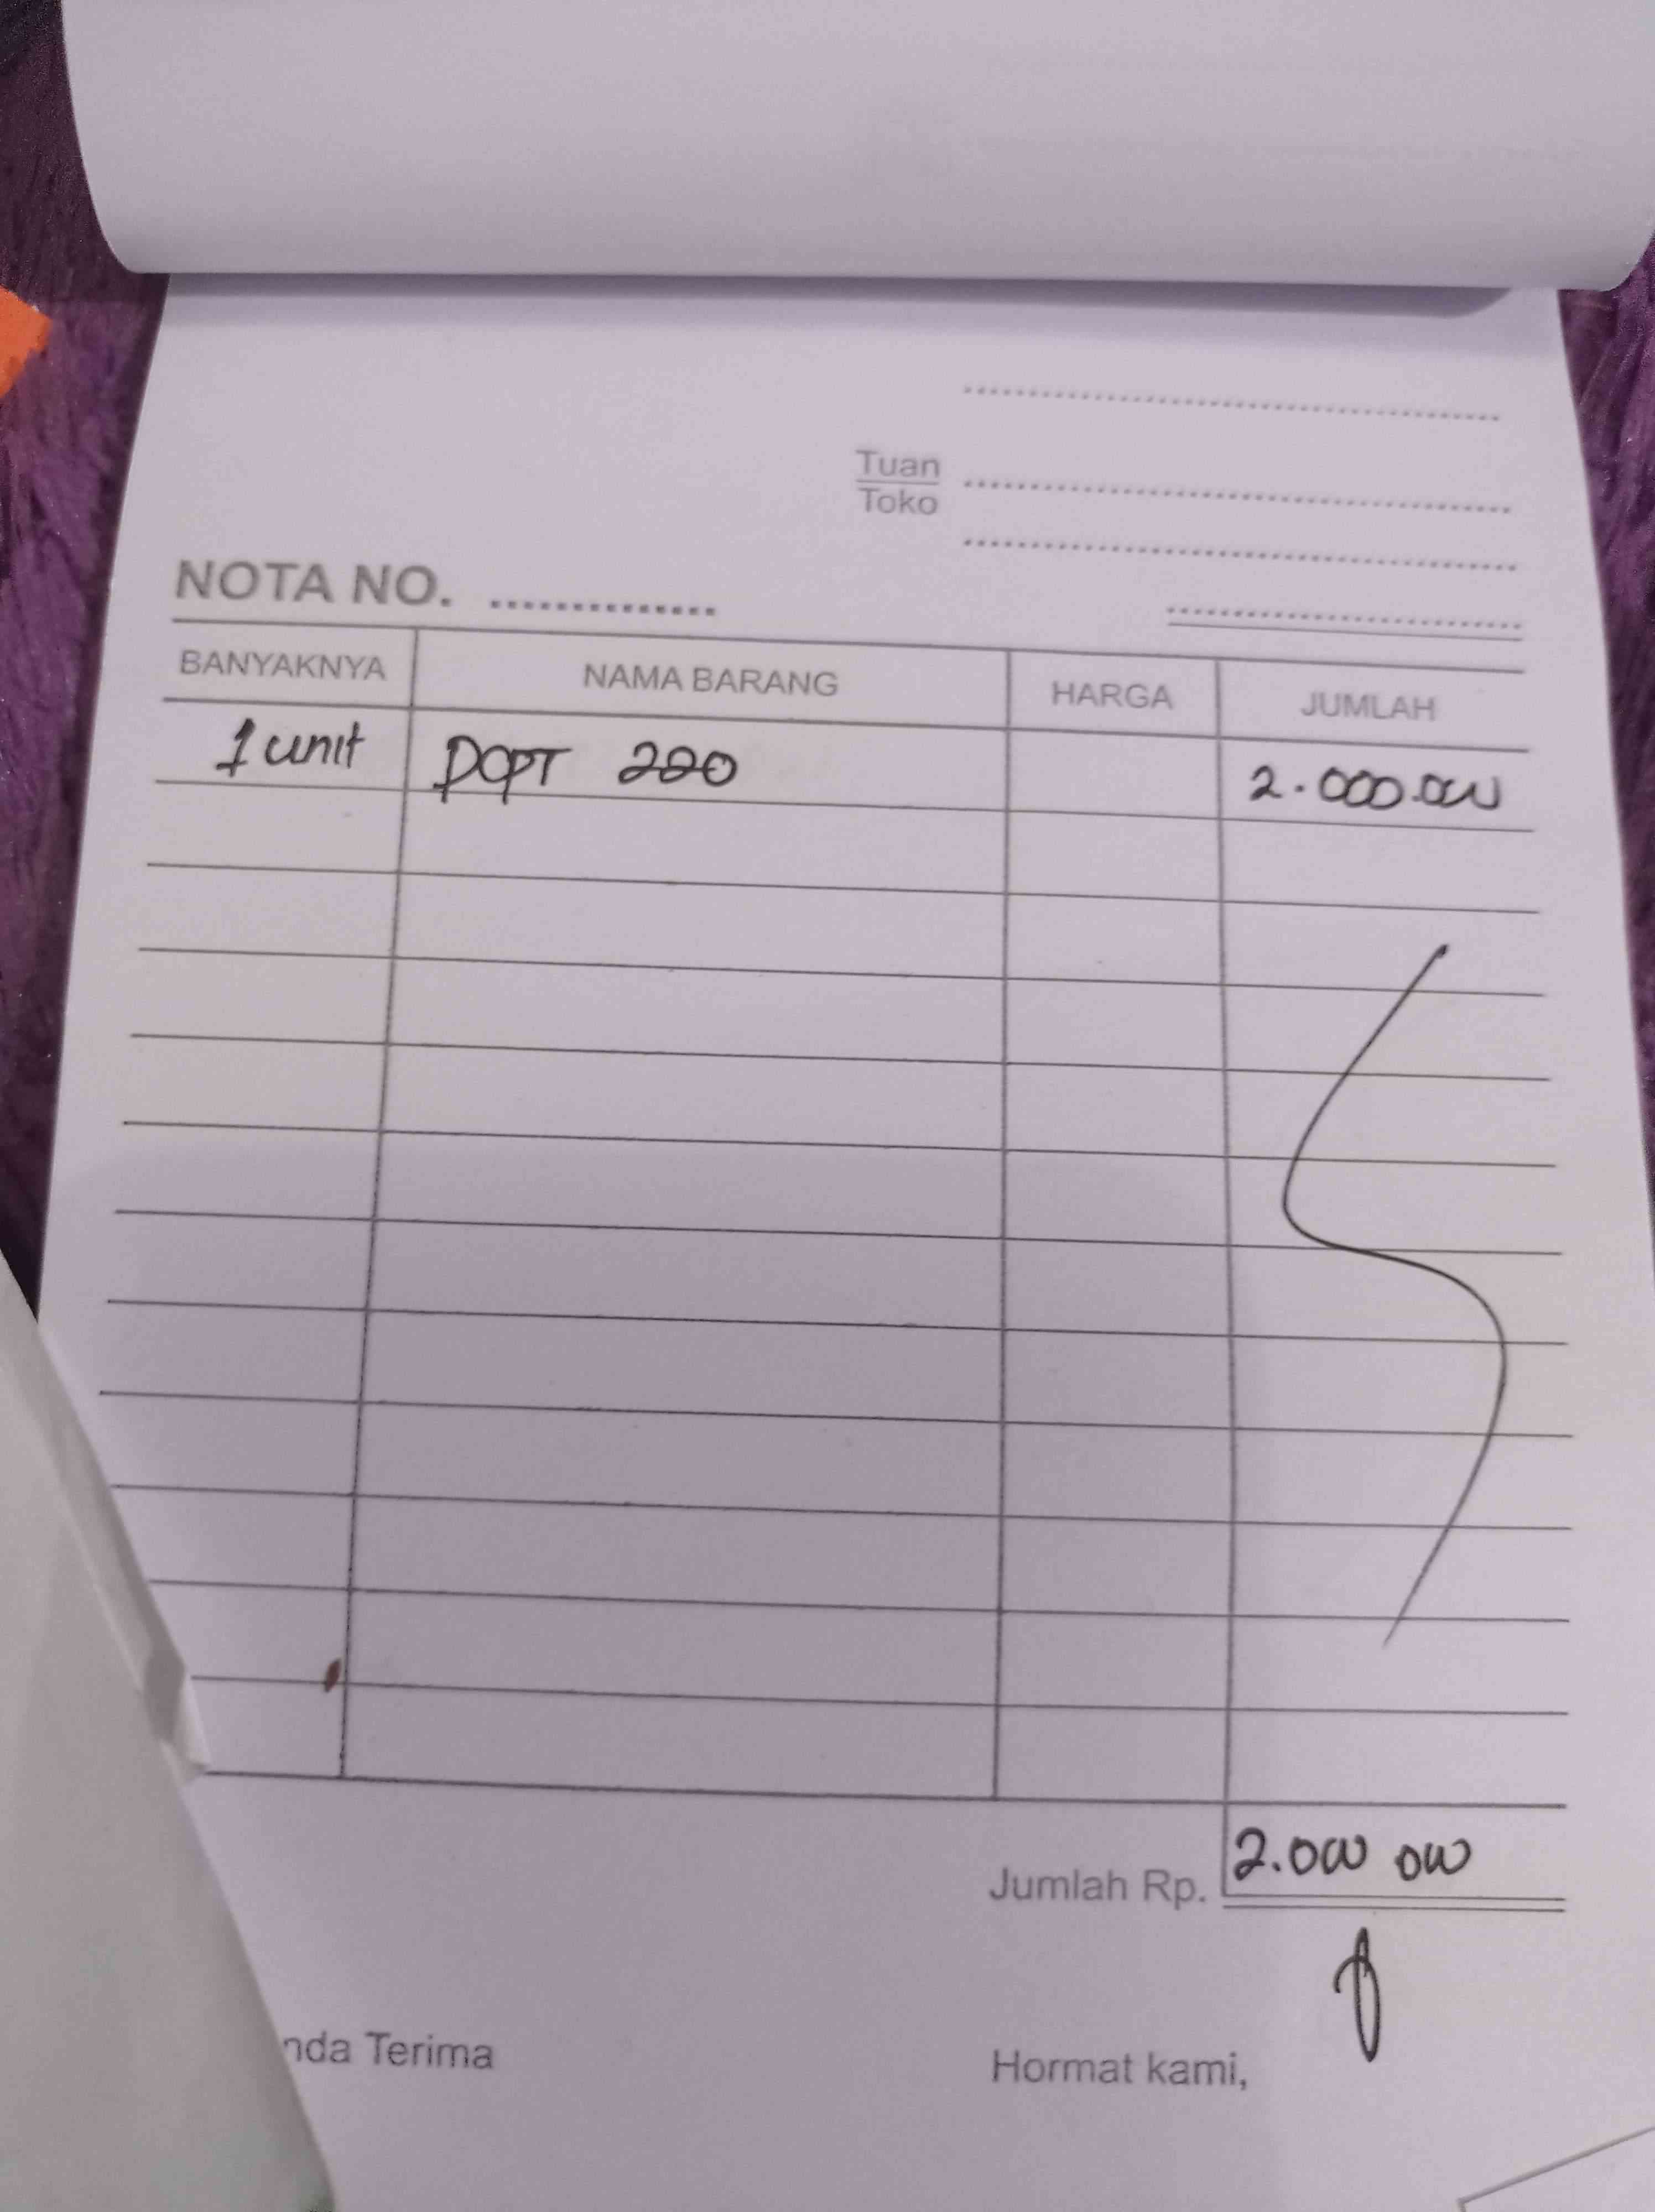 Tuan
Toko
NOTA NO.
BANYAKNYA NAMA BARANG HARGA JUMLAH
1 unit DCPT 220 2.000.000
Jumlah Rp. 2.000 000
nda Terima Hormat kami,